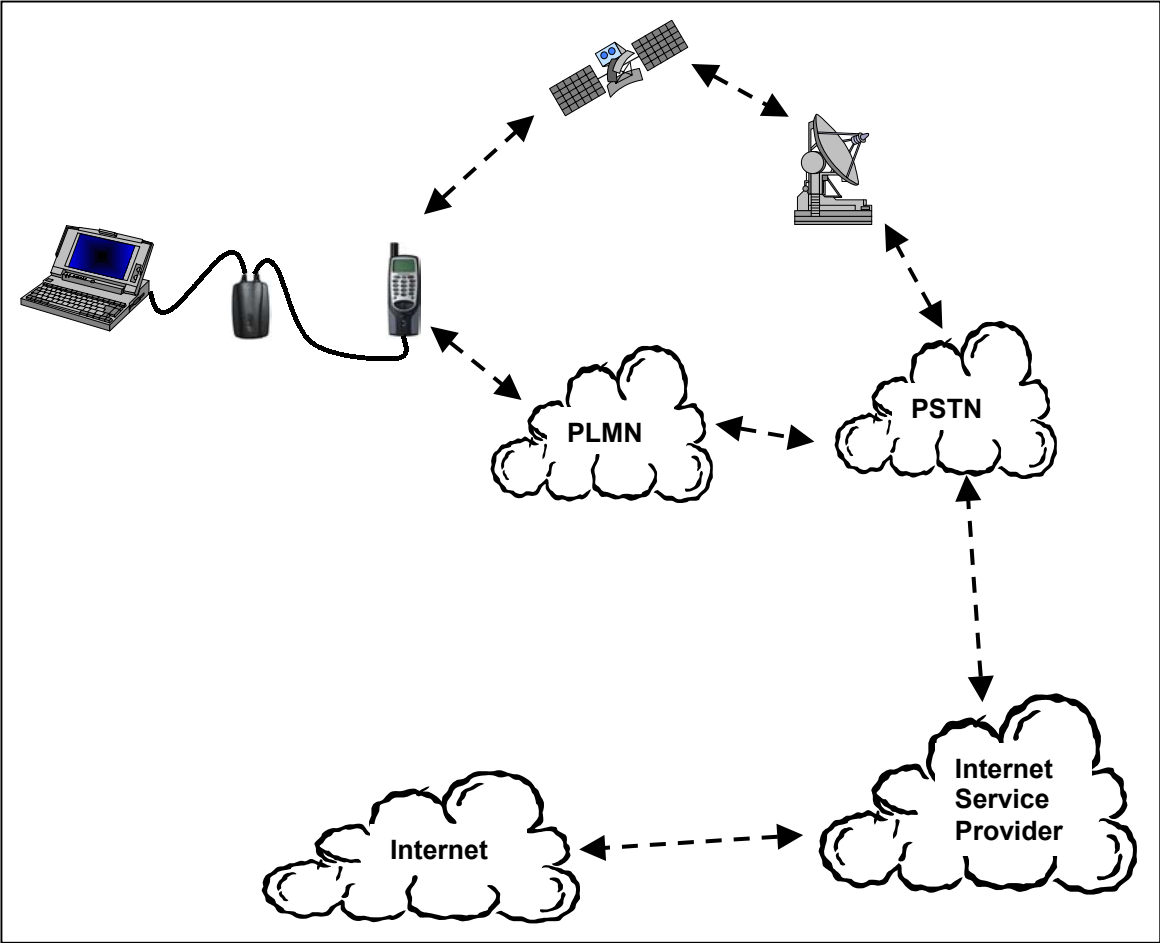 PLMN
PSTN
Internet
Service
Provider
Internet